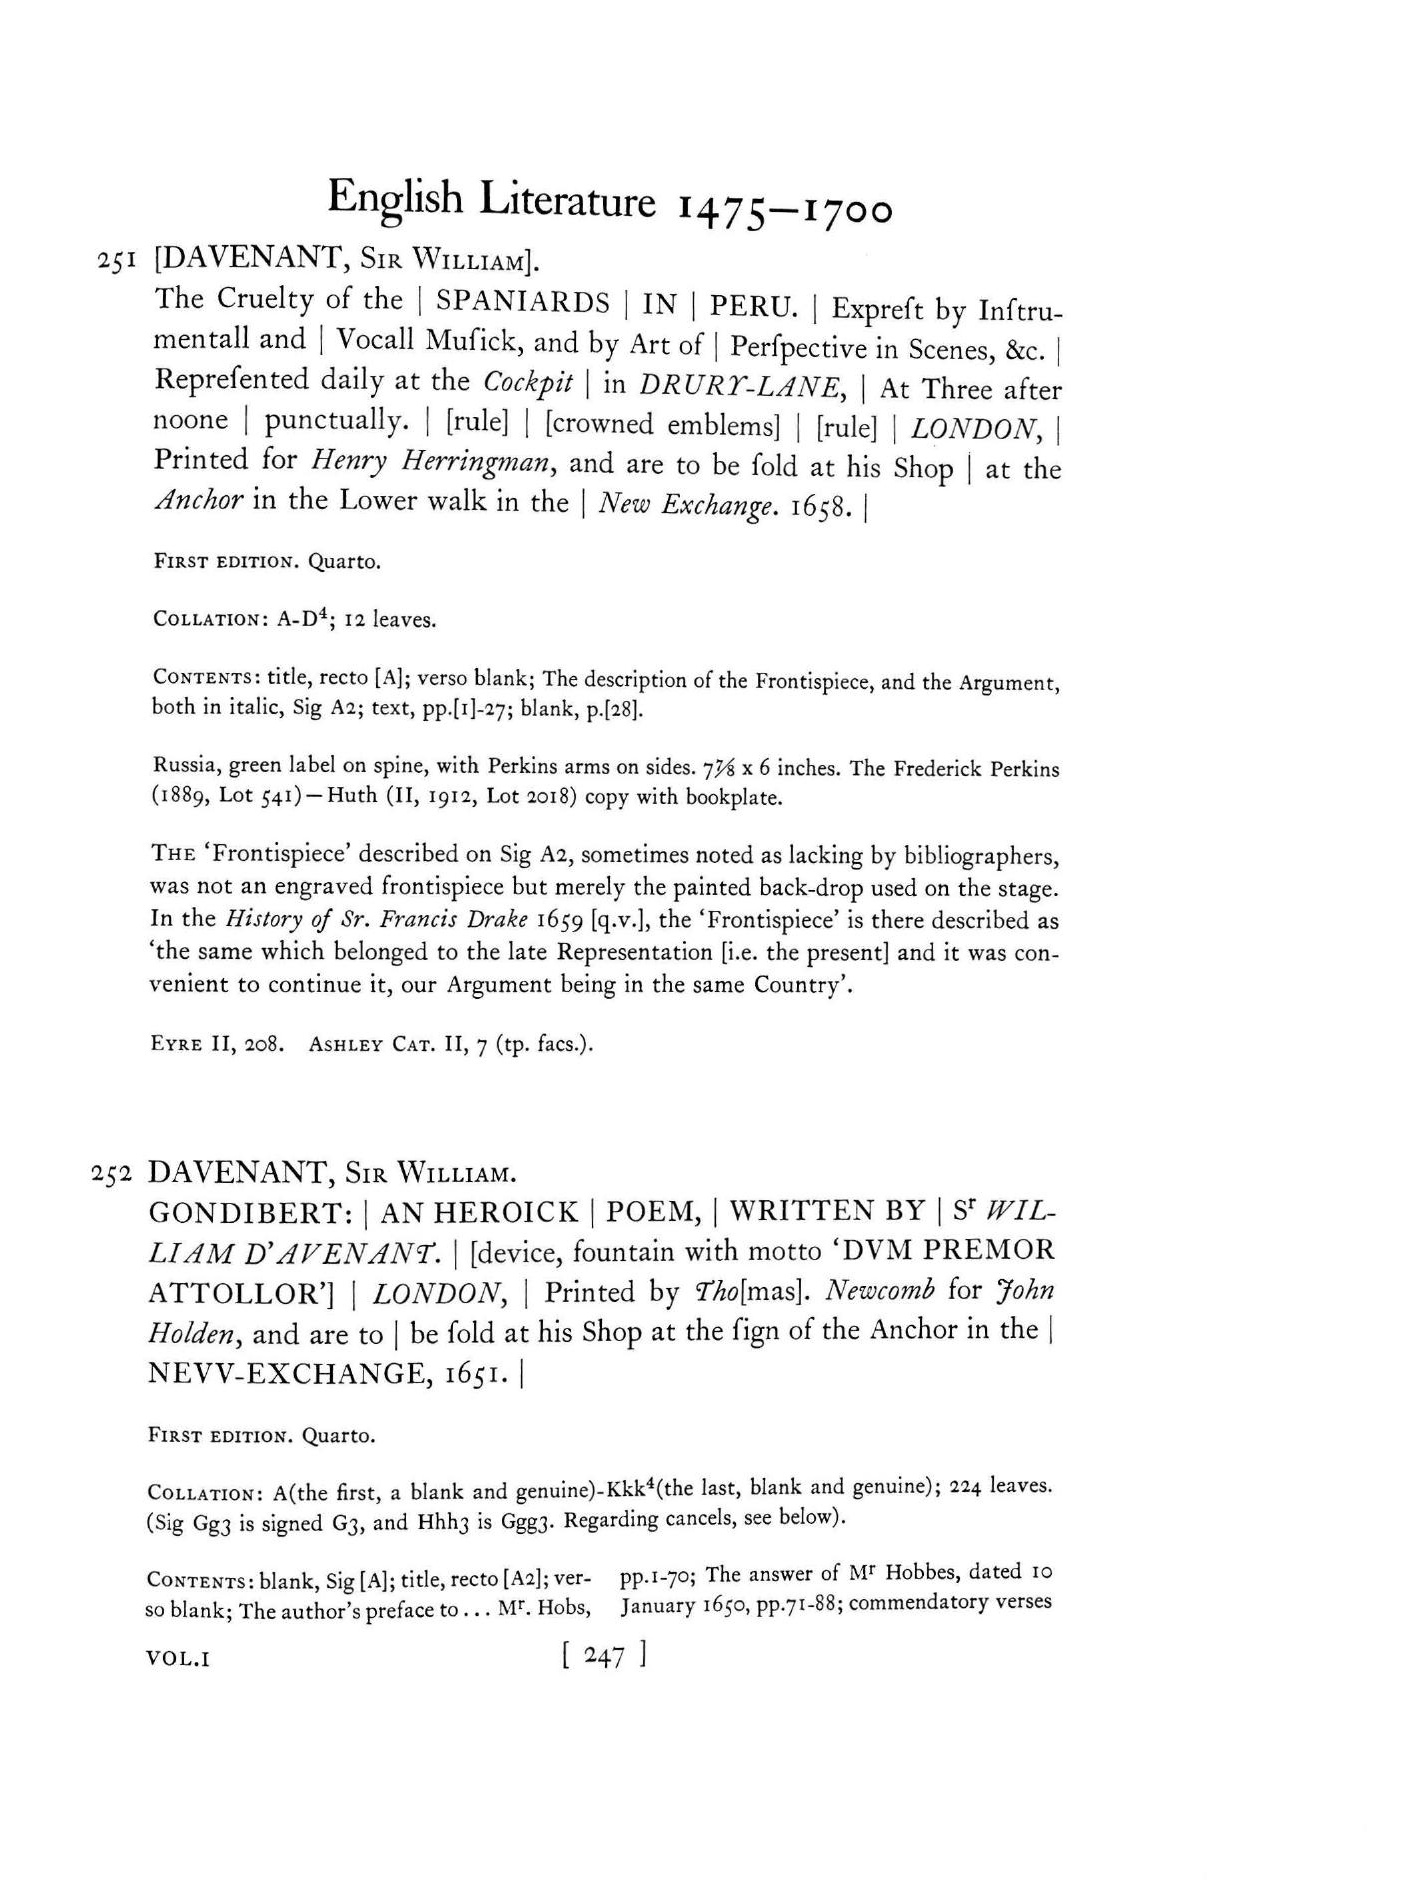 English Literature 1475–1700
251 [DAVENANT, SIR WILLIAM].
The Cruelty of the | SPANIARDS | IN | PERU. | Expreſt by Inſtru-
mentall and | Vocall Muſick, and by Art of | Perſpective in Scenes, &c. |
Repreſented daily at the Cockpit | in DRURY-LANE, | At Three after
noone | punctually. | [rule] | [crowned emblems] | [rule] | LONDON, |
Printed for Henry Herringman, and are to be ſold at his Shop | at the
Anchor in the Lower walk in the | New Exchange. 1658. |
FIRST EDITION. Quarto.
COLLATION: A-D⁴; 12 leaves.
CONTENTS: title, recto [A]; verso blank; The description of the Frontispiece, and the Argument,
both in italic, Sig A2; text, pp.[1]-27; blank, p.[28].
Russia, green label on spine, with Perkins arms on sides. 7⅞ x 6 inches. The Frederick Perkins
(1889, Lot 541)—Huth (II, 1912, Lot 2018) copy with bookplate.
THE ‘Frontispiece’ described on Sig A2, sometimes noted as lacking by bibliographers,
was not an engraved frontispiece but merely the painted back-drop used on the stage.
In the History of Sr. Francis Drake 1659 [q.v.], the ‘Frontispiece’ is there described as
‘the same which belonged to the late Representation [i.e. the present] and it was con-
venient to continue it, our Argument being in the same Country’.
EYRE II, 208. ASHLEY CAT. II, 7 (tp. facs.).
252 DAVENANT, SIR WILLIAM.
GONDIBERT: | AN HEROICK | POEM, | WRITTEN BY | Sʳ WIL-
LIAM D’AVENANT. | [device, fountain with motto ‘DVM PREMOR
ATTOLLOR’] | LONDON, | Printed by Tho[mas]. Newcomb for John
Holden, and are to | be ſold at his Shop at the ſign of the Anchor in the |
NEVV-EXCHANGE, 1651. |
FIRST EDITION. Quarto.
COLLATION: A(the first, a blank and genuine)-Kkk⁴(the last, blank and genuine); 224 leaves.
(Sig Gg3 is signed G3, and Hhh3 is Ggg3. Regarding cancels, see below).
CONTENTS: blank, Sig [A]; title, recto [A2]; ver-
so blank; The author’s preface to... Mʳ. Hobs,
pp.1-70; The answer of Mʳ Hobbes, dated 10
January 1650, pp.71-88; commendatory verses
VOL.I [ 247 ]